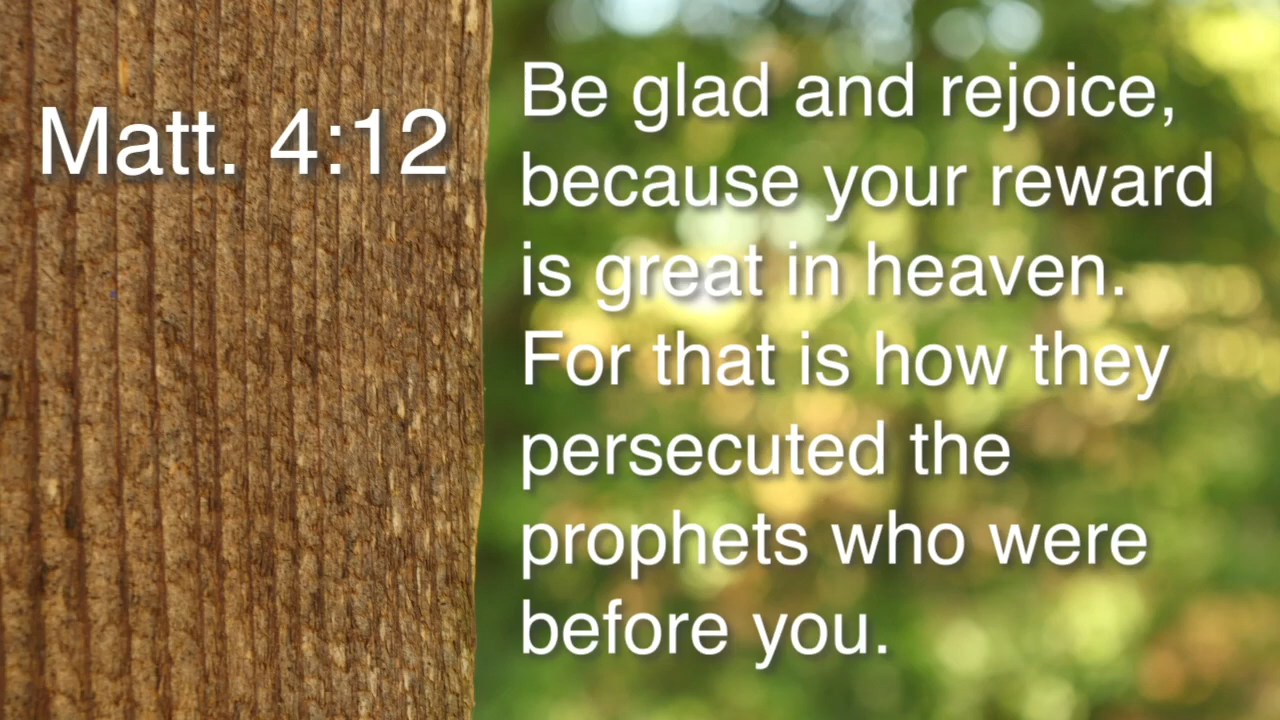 Matt. 4:12
Be glad and rejoice,
because your reward
is great in heaven.
For that is how they
persecuted the
prophets who were
before you.